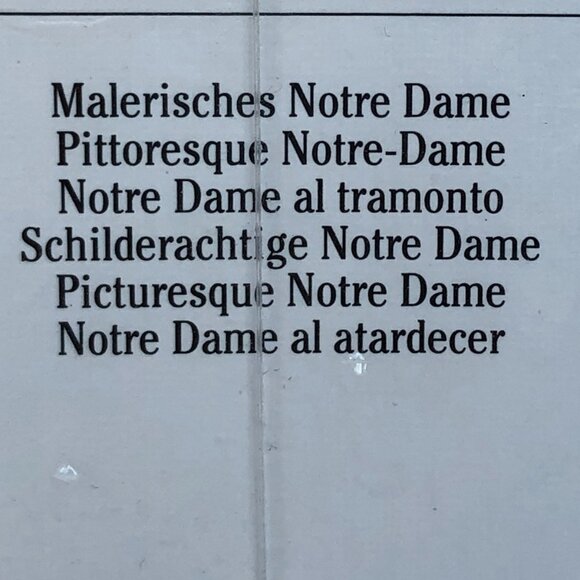 Malerisches Notre Dame
Pittoresque Notre-Dame
Notre Dame al tramonto
Schilderachtige Notre Dame
Picturesque Notre Dame
Notre Dame al atardecer